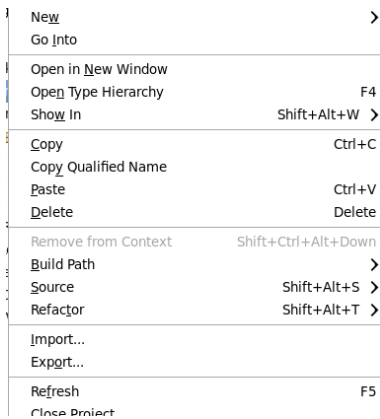 New
Go Into
Open in New Window
Open Type Hierarchy F4
Show In Shift+Alt+W
Copy Ctrl+C
Copy Qualified Name
Paste Ctrl+V
Delete Delete
Remove from Context Shift+Ctrl+Alt+Down
Build Path
Source Shift+Alt+S
Refactor Shift+Alt+T
Import...
Export...
Refresh F5
Close Project